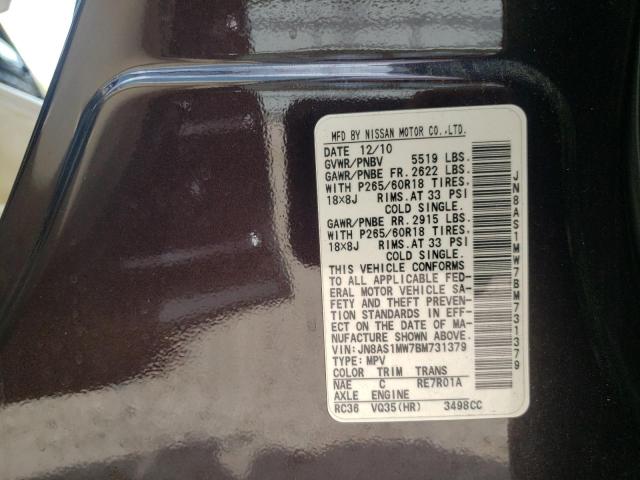 MFD BY NISSAN MOTOR CO.,LTD.
DATE 12/10
GVWR/PNBV 5519 LBS.
GAWR/PNBE FR. 2622 LBS.
WITH P265/60R18 TIRES.
18×8J RIMS.AT 33 PSI
COLD SINGLE.
GAWR/PNBE RR. 2915 LBS.
WITH P265/60R18 TIRES.
18×8J RIMS.AT 33 PSI
COLD SINGLE.
THIS VEHICLE CONFORMS
TO ALL APPLICABLE FED-
ERAL MOTOR VEHICLE SA-
FETY AND THEFT PREVEN-
TION STANDARDS IN EFF-
ECT ON THE DATE OF MA-
NUFACTURE SHOWN ABOVE.
VIN: JN8AS1MW7BM731379
TYPE: MPV
COLOR TRIM TRANS
NAE C RE7R01A
AXLE ENGINE
RC36 VQ35(HR) 3498CC
JN8AS1MW7BM731379